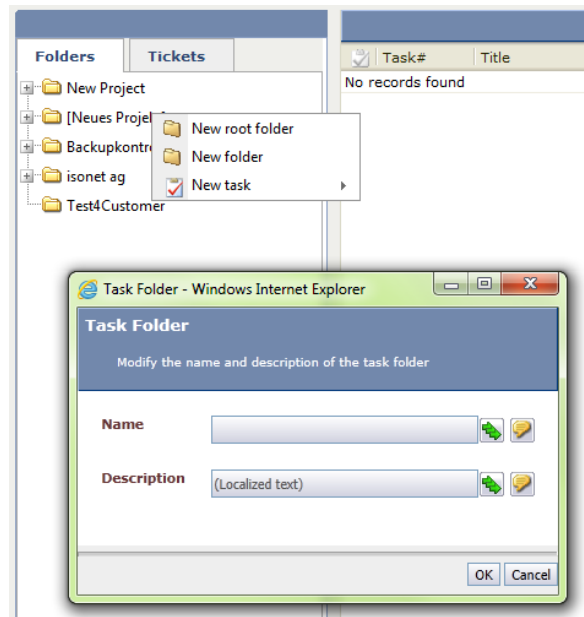 Folders Tickets
Task# Title
No records found
New Project
[Neues
New root folder
New folder
New task
isonet ag
Test4Customer
Task Folder - Windows Internet Explorer
Task Folder
Modify the name and description of the task folder
Name
Description (Localized text)
OK Cancel